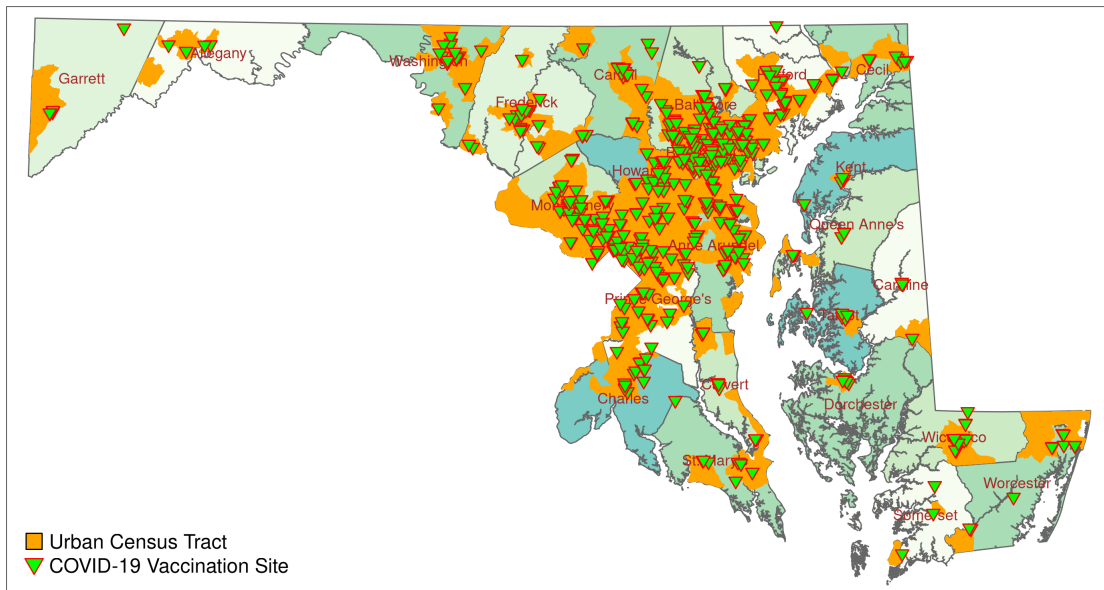 Garrett
Allegany
Washington
Frederick
Carroll
Baltimore
Harford
Cecil
Howard
Kent
Montgomery
Queen Anne's
Anne Arundel
Caroline
Prince George's
Talbot
Calvert
Charles
Dorchester
Wicomico
St. Mary's
Worcester
Somerset
Urban Census Tract
COVID-19 Vaccination Site